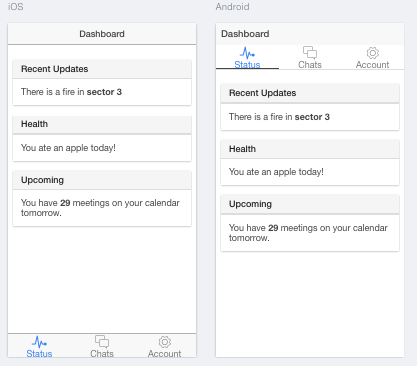 iOS
Dashboard
Recent Updates
There is a fire in sector 3
Health
You ate an apple today!
Upcoming
You have 29 meetings on your calendar
tomorrow.
Status Chats Account
Android
Dashboard
Status Chats Account
Recent Updates
There is a fire in sector 3
Health
You ate an apple today!
Upcoming
You have 29 meetings on your calendar
tomorrow.